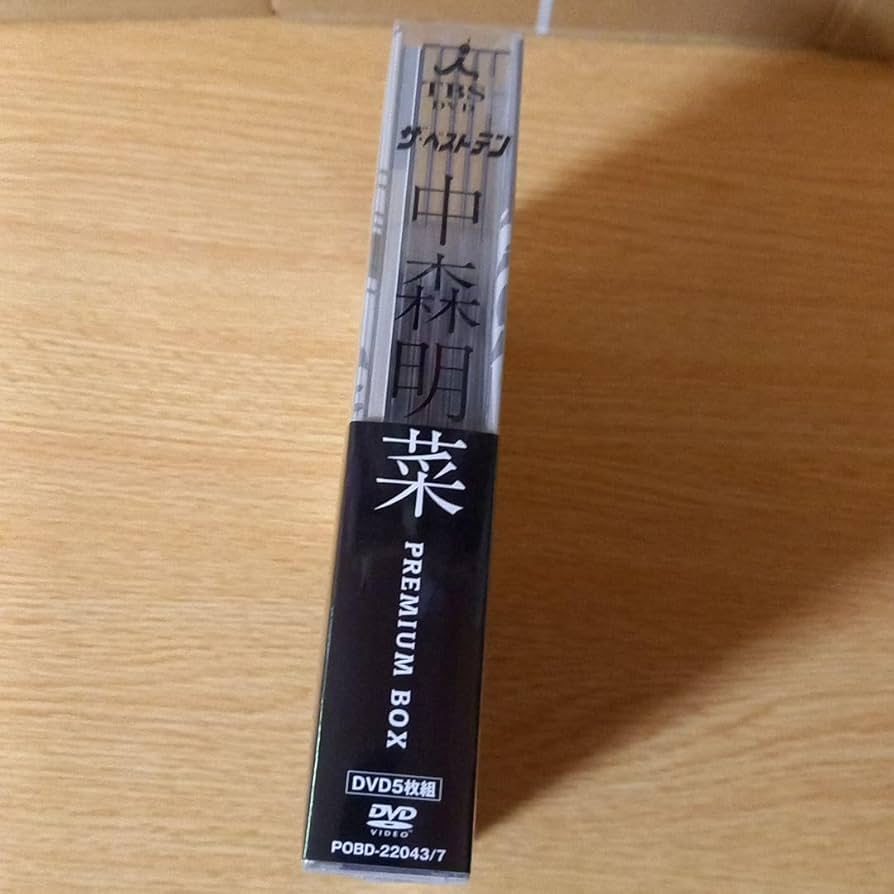 TBS
DVD
ザ・ベストテン
中森明菜
PREMIUM BOX
DVD5枚組
DVD
VIDEO™
POBD-22043/7